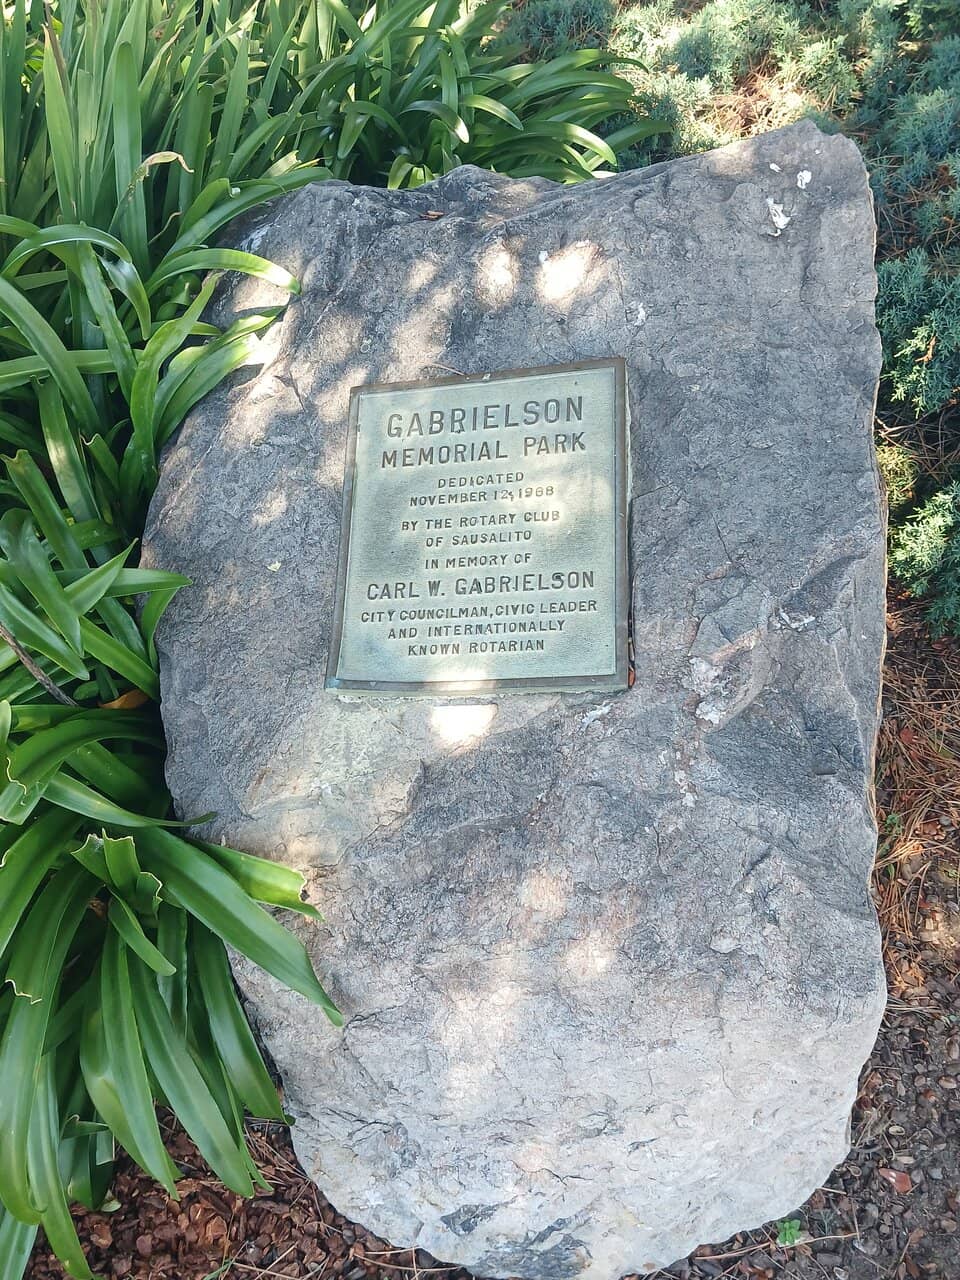 GABRIELSON
MEMORIAL PARK
DEDICATED
NOVEMBER 12, 1968
BY THE ROTARY CLUB
OF SAUSALITO
IN MEMORY OF
CARL W. GABRIELSON
CITY COUNCILMAN, CIVIC LEADER
AND INTERNATIONALLY
KNOWN ROTARIAN